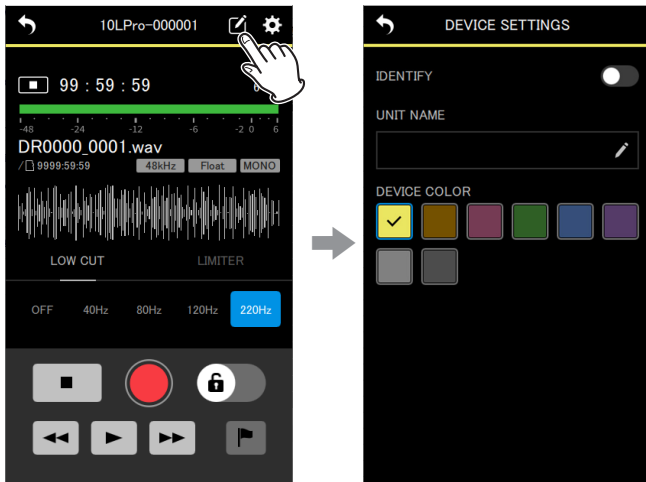 10LPro-000001
99 : 59 : 59
-48 -24 -12 -6 -2 0 6
DR0000_0001.wav
/ 9999:59:59 48kHz Float MONO
LOW CUT LIMITER
OFF 40Hz 80Hz 120Hz 220Hz
DEVICE SETTINGS
IDENTIFY
UNIT NAME
DEVICE COLOR